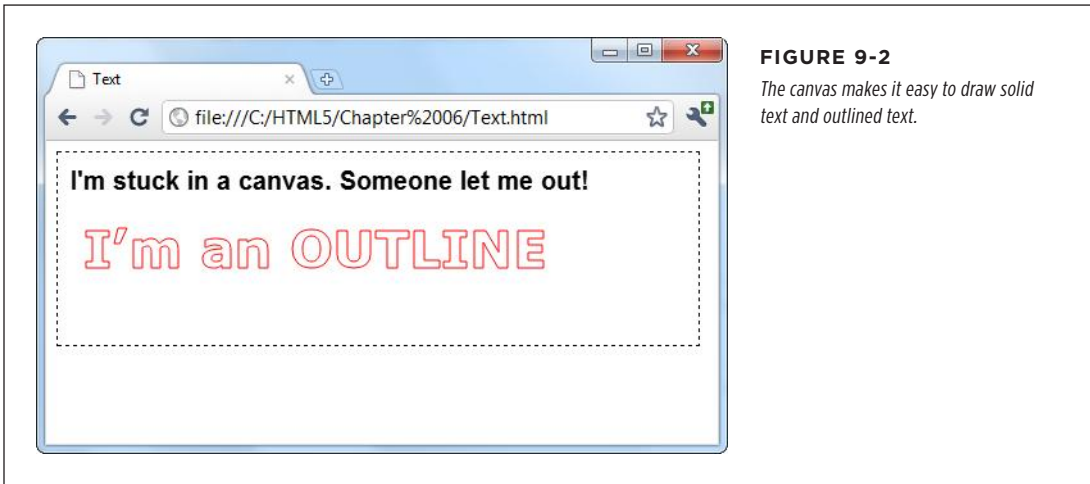 Text
file:///C:/HTML5/Chapter%2006/Text.html
I'm stuck in a canvas. Someone let me out!
I'm an OUTLINE
FIGURE 9-2
The canvas makes it easy to draw solid
text and outlined text.